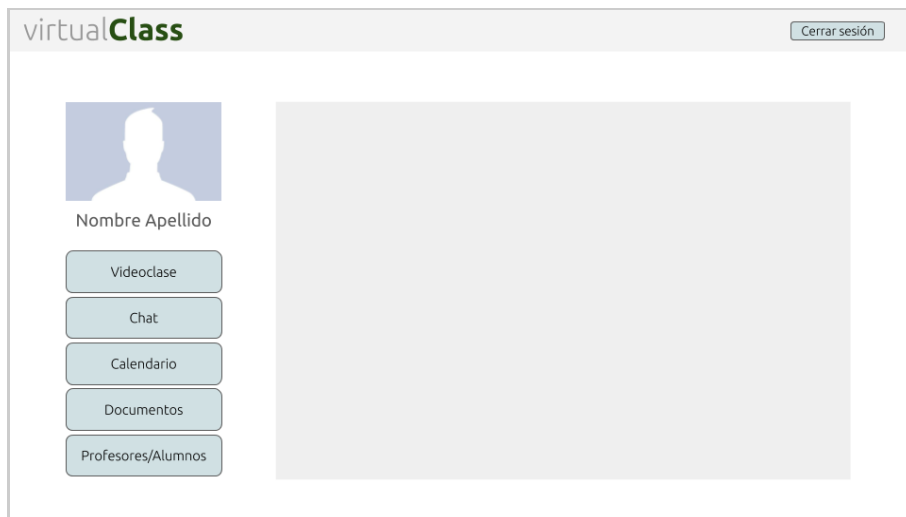 virtualClass
Cerrar sesión
Nombre Apellido
Videoclase
Chat
Calendario
Documentos
Profesores/Alumnos